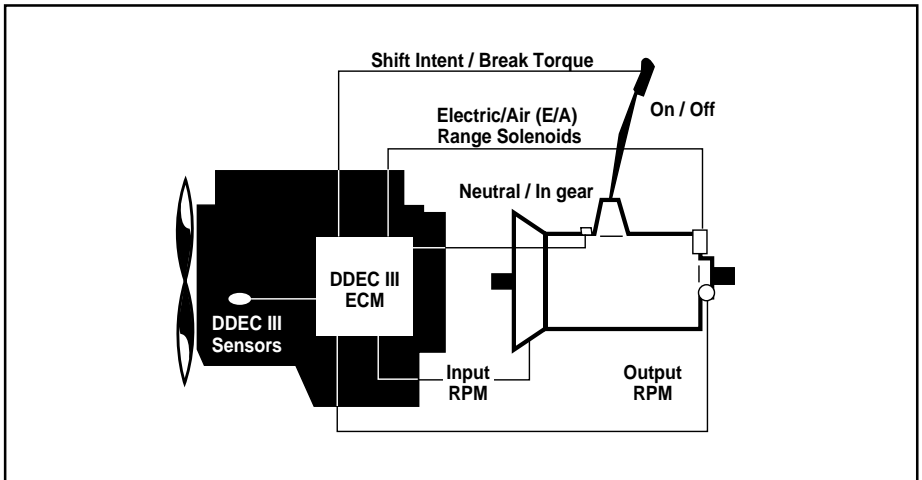 Shift Intent / Break Torque
On / Off
Electric/Air (E/A)
Range Solenoids
Neutral / In gear
DDEC III
ECM
DDEC III
Sensors
Input
RPM
Output
RPM